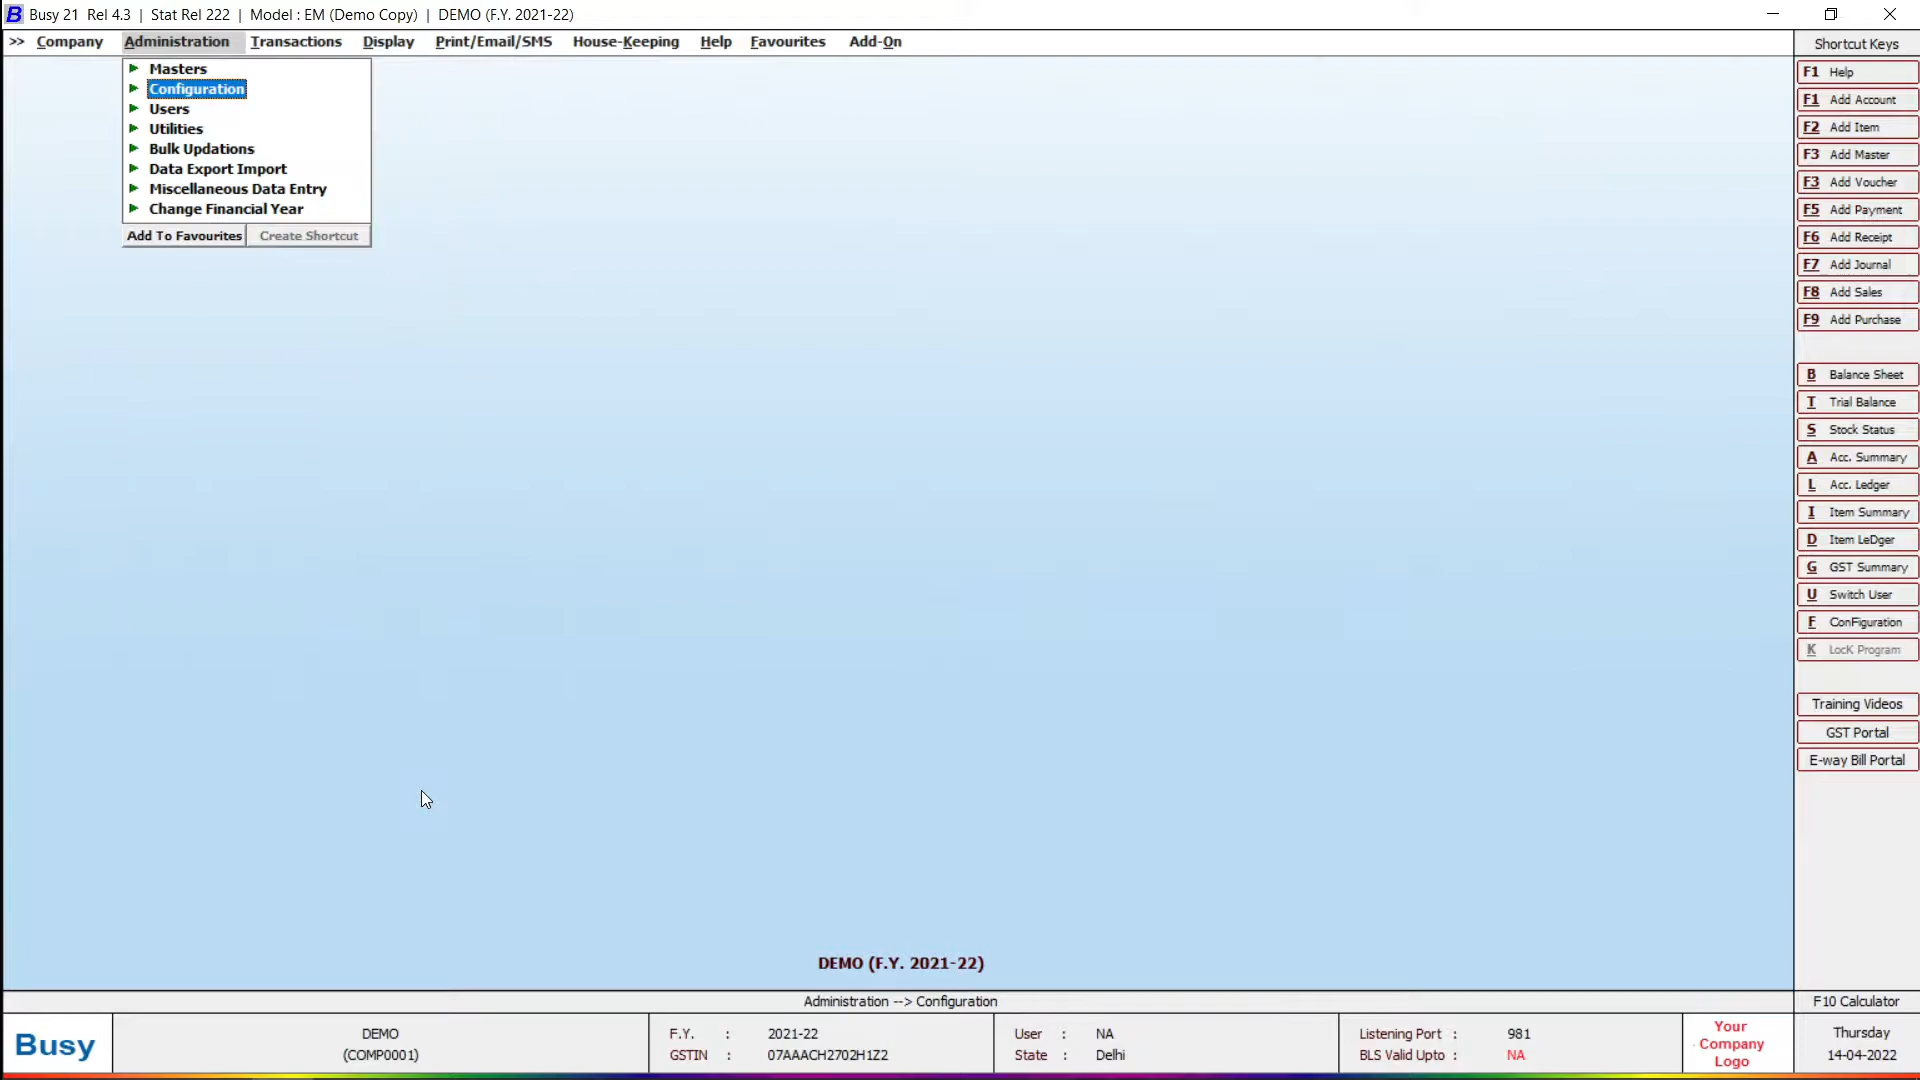 Busy 21 Rel 4.3 | Stat Rel 222 | Model : EM (Demo Copy) | DEMO (F.Y. 2021-22)
>> Company Administration Transactions Display Print/Email/SMS House-Keeping Help Favourites Add-On
Masters
Configuration
Users
Utilities
Bulk Updations
Data Export Import
Miscellaneous Data Entry
Change Financial Year
Add To Favourites Create Shortcut
Shortcut Keys
F1 Help
F1 Add Account
F2 Add Item
F3 Add Master
F3 Add Voucher
F5 Add Payment
F6 Add Receipt
F7 Add Journal
F8 Add Sales
F9 Add Purchase
B Balance Sheet
T Trial Balance
S Stock Status
A Acc. Summary
L Acc. Ledger
I Item Summary
D Item LeDger
G GST Summary
U Switch User
F ConFiguration
K LocK Program
Training Videos
GST Portal
E-way Bill Portal
DEMO (F.Y. 2021-22)
Administration --> Configuration
F10 Calculator
Busy
DEMO
(COMP0001)
F.Y. : 2021-22
GSTIN : 07AAACH2702H1Z2
User : NA
State : Delhi
Listening Port : 981
BLS Valid Upto : NA
Your
Company
Logo
Thursday
14-04-2022